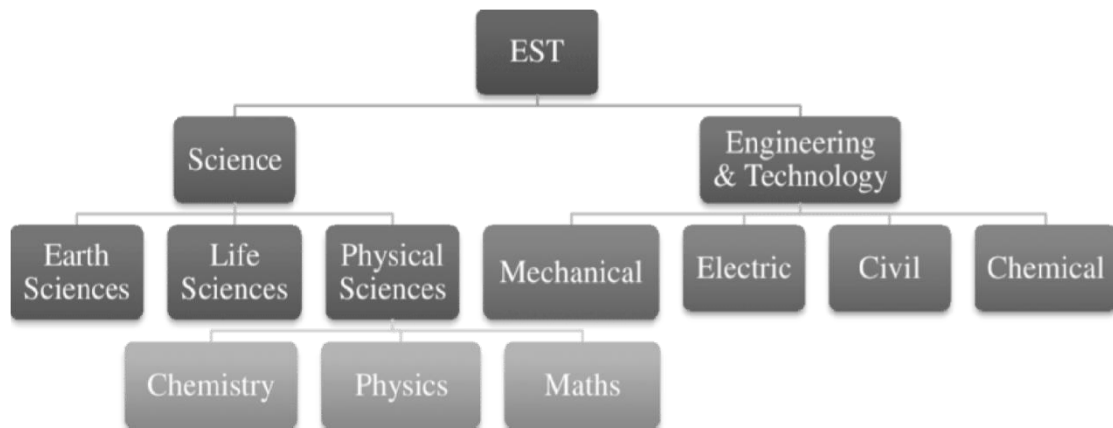 EST
Science
Engineering
& Technology
Earth
Sciences
Life
Sciences
Physical
Sciences
Mechanical
Electric
Civil
Chemical
Chemistry
Physics
Maths